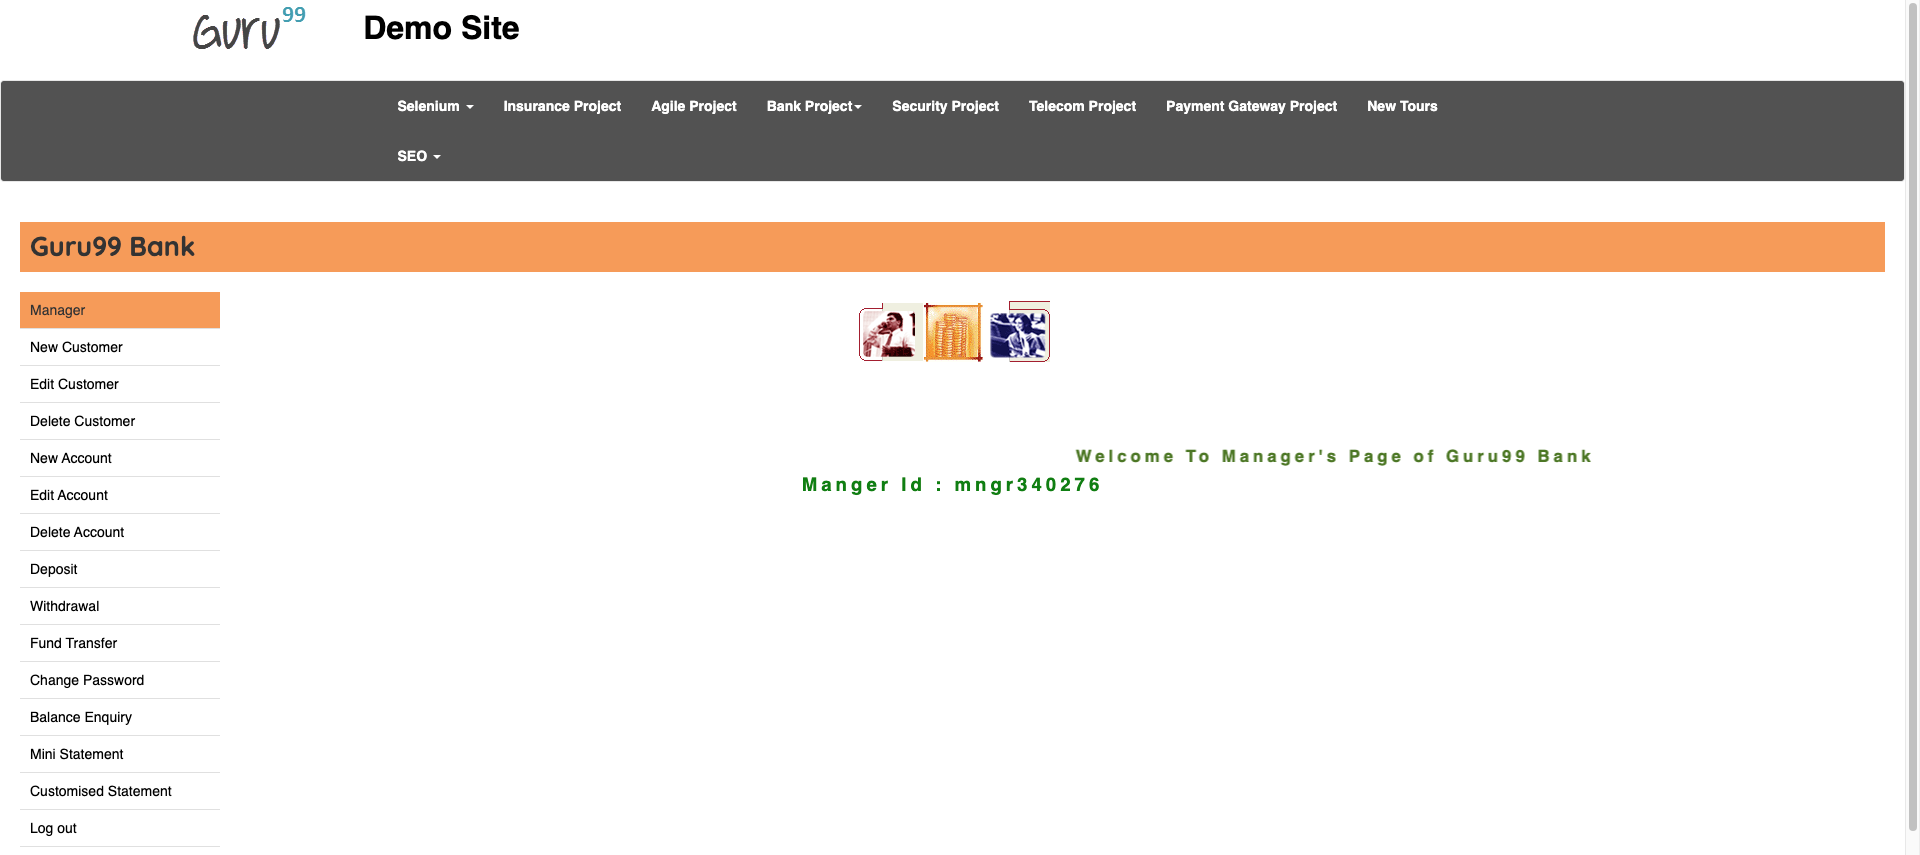 Guru99 Demo Site
Selenium Insurance Project Agile Project Bank Project Security Project Telecom Project Payment Gateway Project New Tours
SEO
Guru99 Bank
Manager
New Customer
Edit Customer
Delete Customer
New Account
Edit Account
Delete Account
Deposit
Withdrawal
Fund Transfer
Change Password
Balance Enquiry
Mini Statement
Customised Statement
Log out
Welcome To Manager's Page of Guru99 Bank
Manger Id : mngr340276